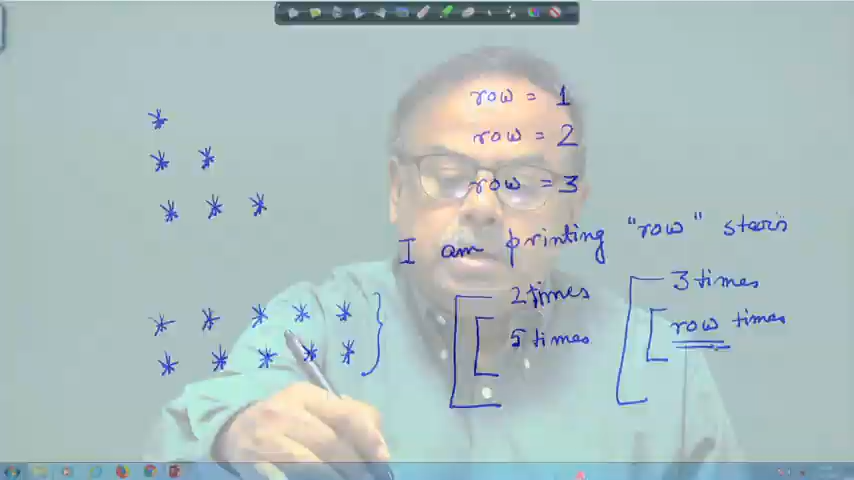 *
row = 1
* *
row = 2
* * *
row = 3
I am printing "row" stars
* * * * *
* * * * *
2 times
5 times
3 times
row times